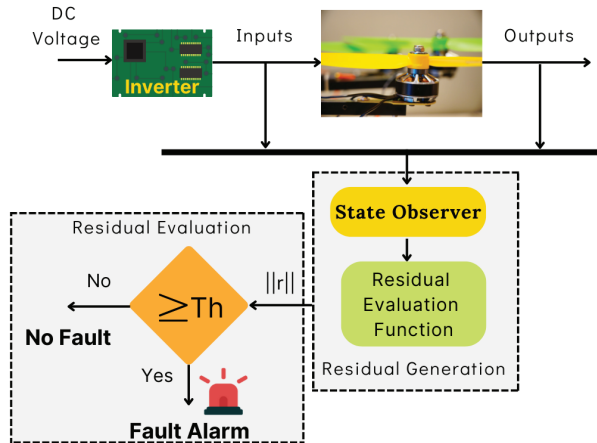 DC
Voltage
Inverter
Inputs
Outputs
State Observer
Residual
Evaluation
Function
Residual Generation
Residual Evaluation
||r||
≥Th
No
No Fault
Yes
Fault Alarm